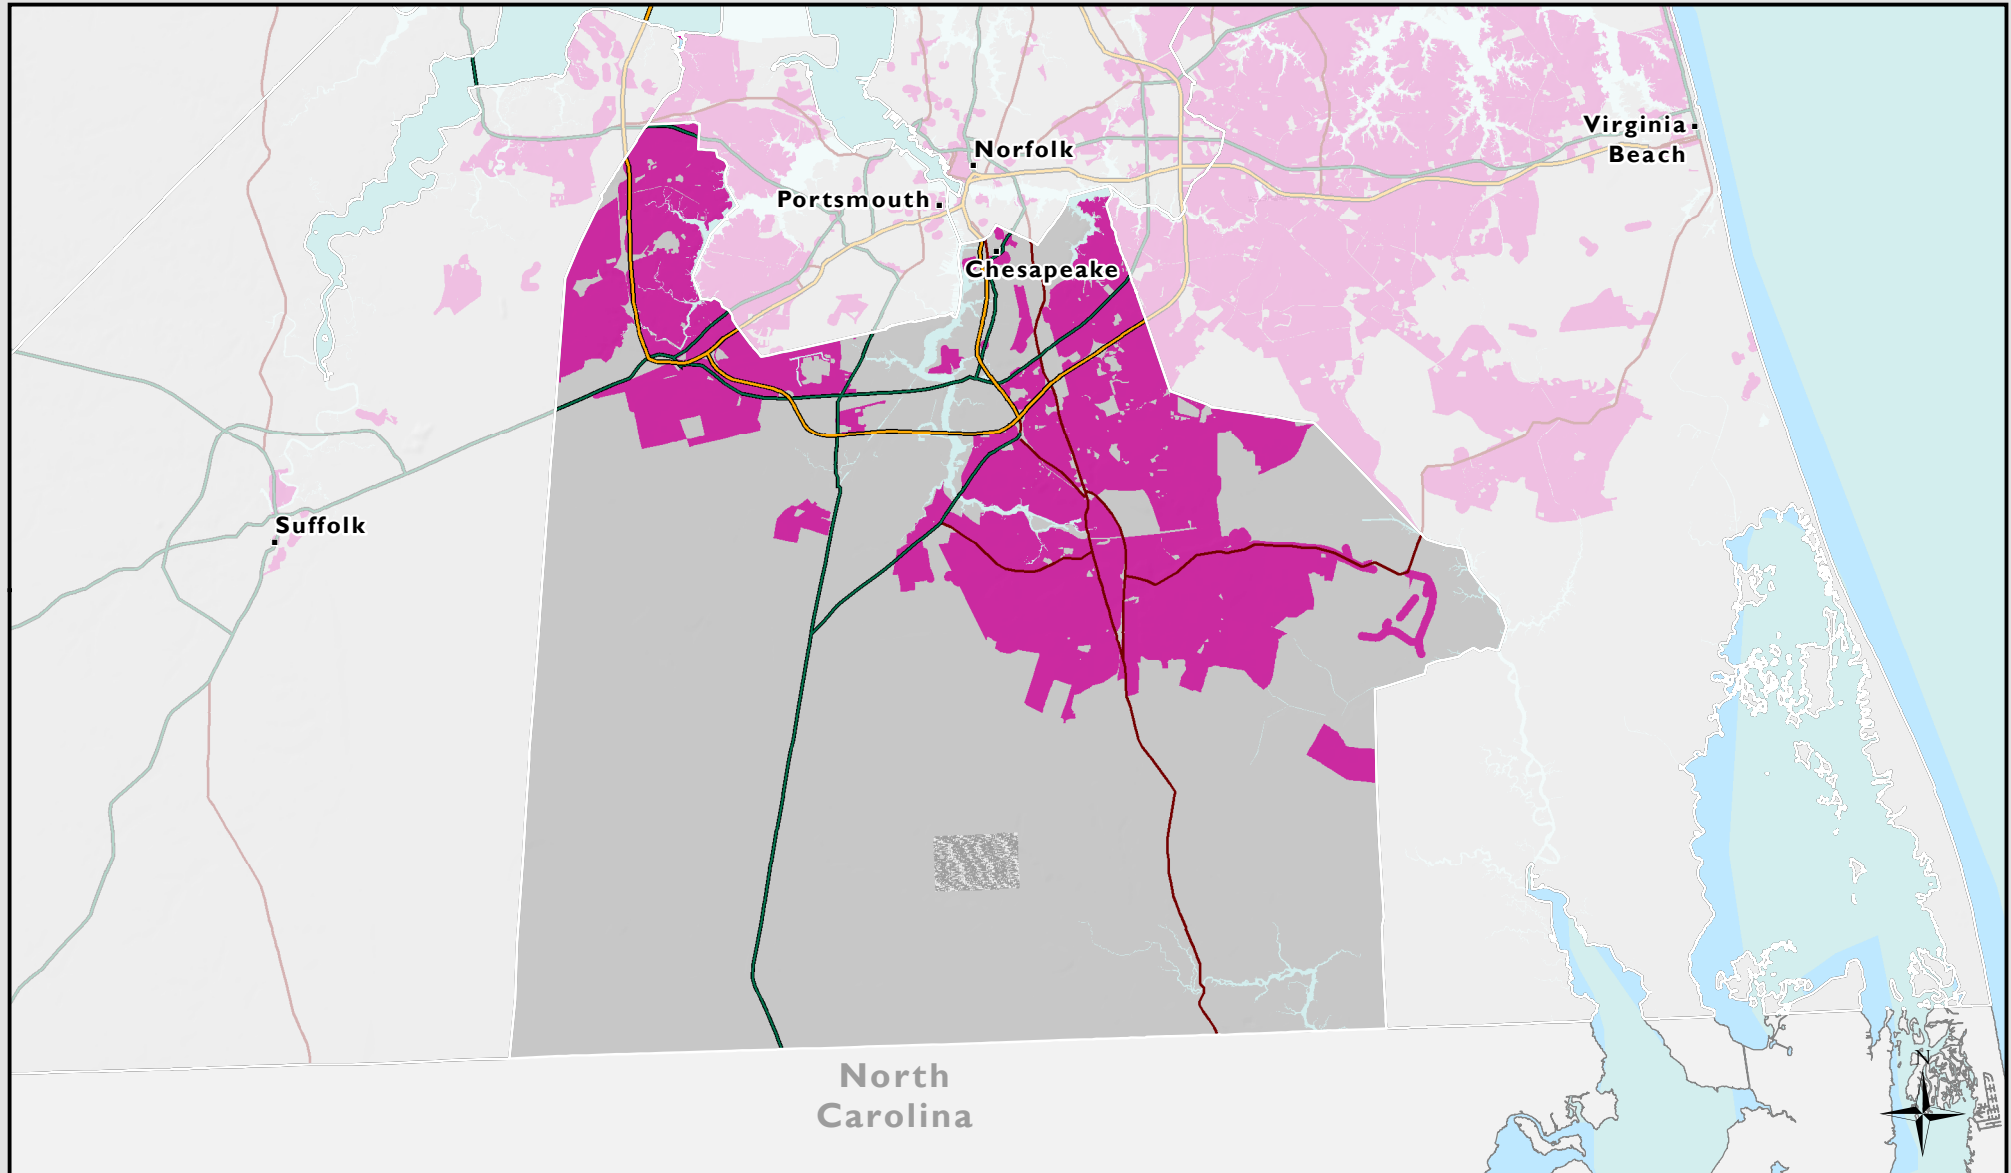 Virginia
Beach
Norfolk
Portsmouth
Chesapeake
Suffolk
North
Carolina
N